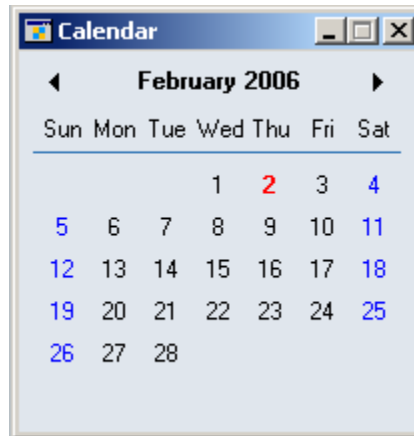 Calendar
February 2006
Sun Mon Tue Wed Thu Fri Sat
1 2 3 4
5 6 7 8 9 10 11
12 13 14 15 16 17 18
19 20 21 22 23 24 25
26 27 28